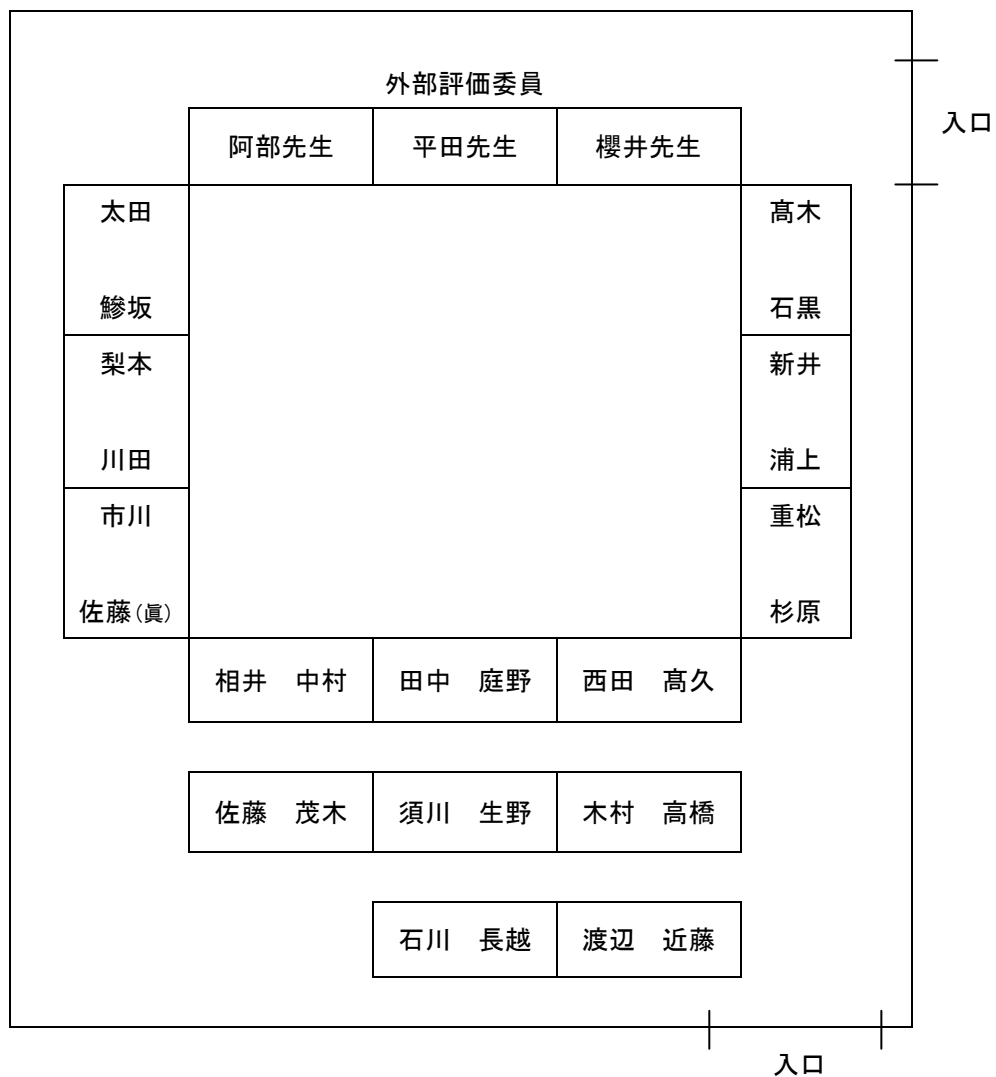 外部評価委員
入口
阿部先生 平田先生 櫻井先生
太田 髙木
鰺坂 石黒
梨本 新井
川田 浦上
市川 重松
佐藤(眞) 杉原
相井 中村 田中 庭野 西田 髙久
佐藤 茂木 須川 生野 木村 高橋
石川 長越 渡辺 近藤
入口